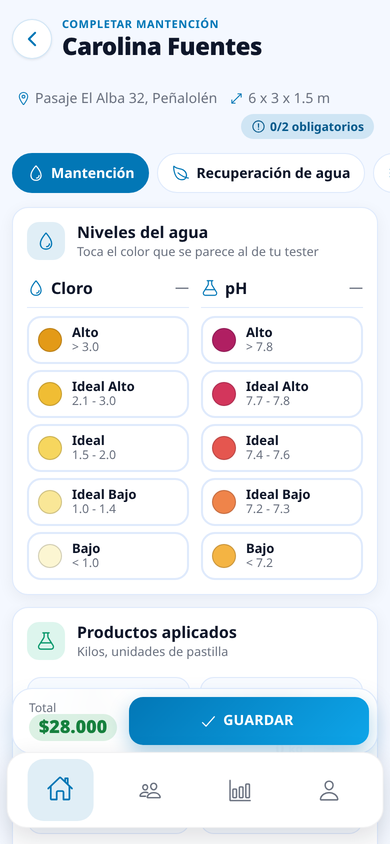 COMPLETAR MANTENCIÓN
Carolina Fuentes
Pasaje El Alba 32, Peñalolén 6 x 3 x 1.5 m
0/2 obligatorios
Mantención Recuperación de agua
Niveles del agua
Toca el color que se parece al de tu tester
Cloro —
pH —
Alto
> 3.0
Alto
> 7.8
Ideal Alto
2.1 - 3.0
Ideal Alto
7.7 - 7.8
Ideal
1.5 - 2.0
Ideal
7.4 - 7.6
Ideal Bajo
1.0 - 1.4
Ideal Bajo
7.2 - 7.3
Bajo
< 1.0
Bajo
< 7.2
Productos aplicados
Kilos, unidades de pastilla
Total
$28.000
GUARDAR